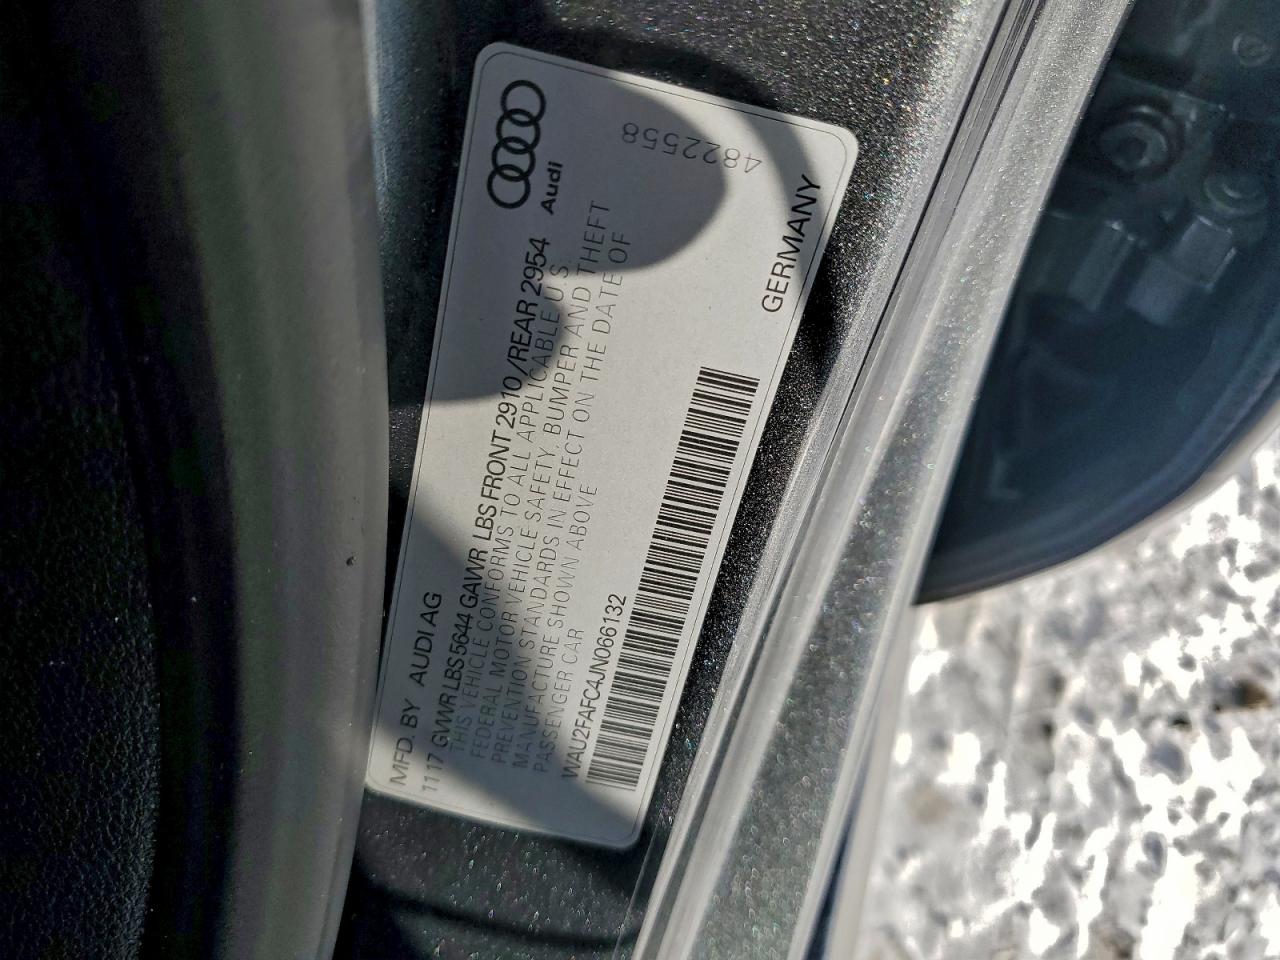 MFD. BY AUDI AG
1117 GVWR LBS 5644 GAWR LBS FRONT 2910 /REAR 2954
THIS VEHICLE CONFORMS TO ALL APPLICABLE U.S.
FEDERAL MOTOR VEHICLE SAFETY, BUMPER AND THEFT
PREVENTION STANDARDS IN EFFECT ON THE DATE OF
MANUFACTURE SHOWN ABOVE
PASSENGER CAR
WAU2FAFC4JN066132
Audi
GERMANY
4822558